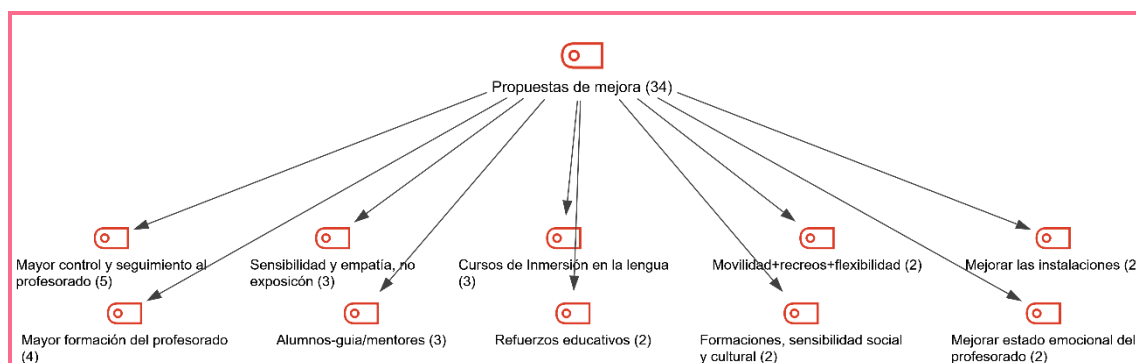 Propuestas de mejora (34)
Mayor control y seguimiento al
profesorado (5)
Sensibilidad y empatía, no
exposicón (3)
Cursos de Inmersión en la lengua
(3)
Movilidad+recreos+flexibilidad (2)
Mejorar las instalaciones (2
Mayor formación del profesorado
(4)
Alumnos-guia/mentores (3)
Refuerzos educativos (2)
Formaciones, sensibilidad social
y cultural (2)
Mejorar estado emocional del
profesorado (2)